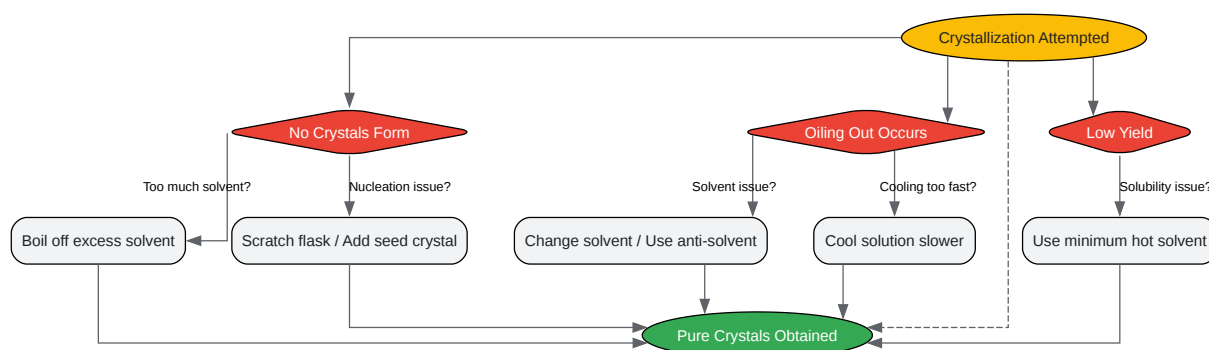 Crystallization Attempted
No Crystals Form
Oiling Out Occurs
Low Yield
Too much solvent?
Nucleation issue?
Solvent issue?
Cooling too fast?
Solubility issue?
Boil off excess solvent
Scratch flask / Add seed crystal
Change solvent / Use anti-solvent
Cool solution slower
Use minimum hot solvent
Pure Crystals Obtained